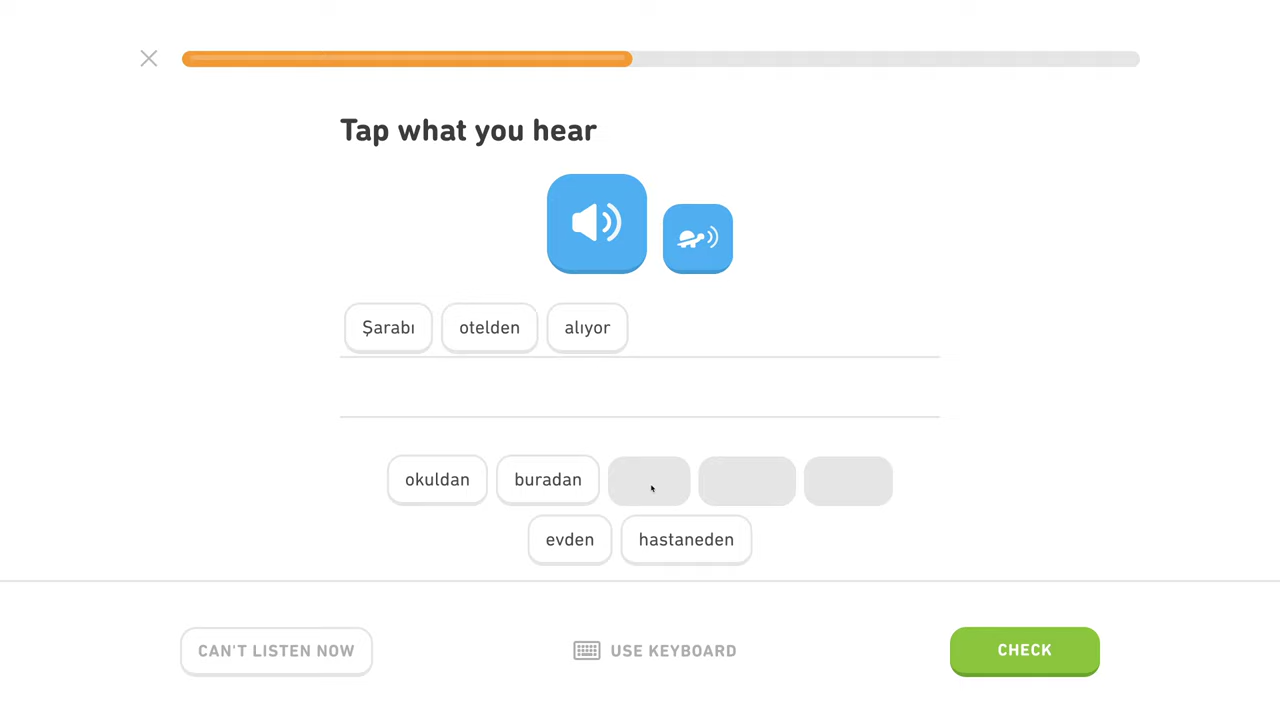 Tap what you hear
Şarabı otelden alıyor
okuldan buradan
evden hastaneden
CAN'T LISTEN NOW USE KEYBOARD CHECK